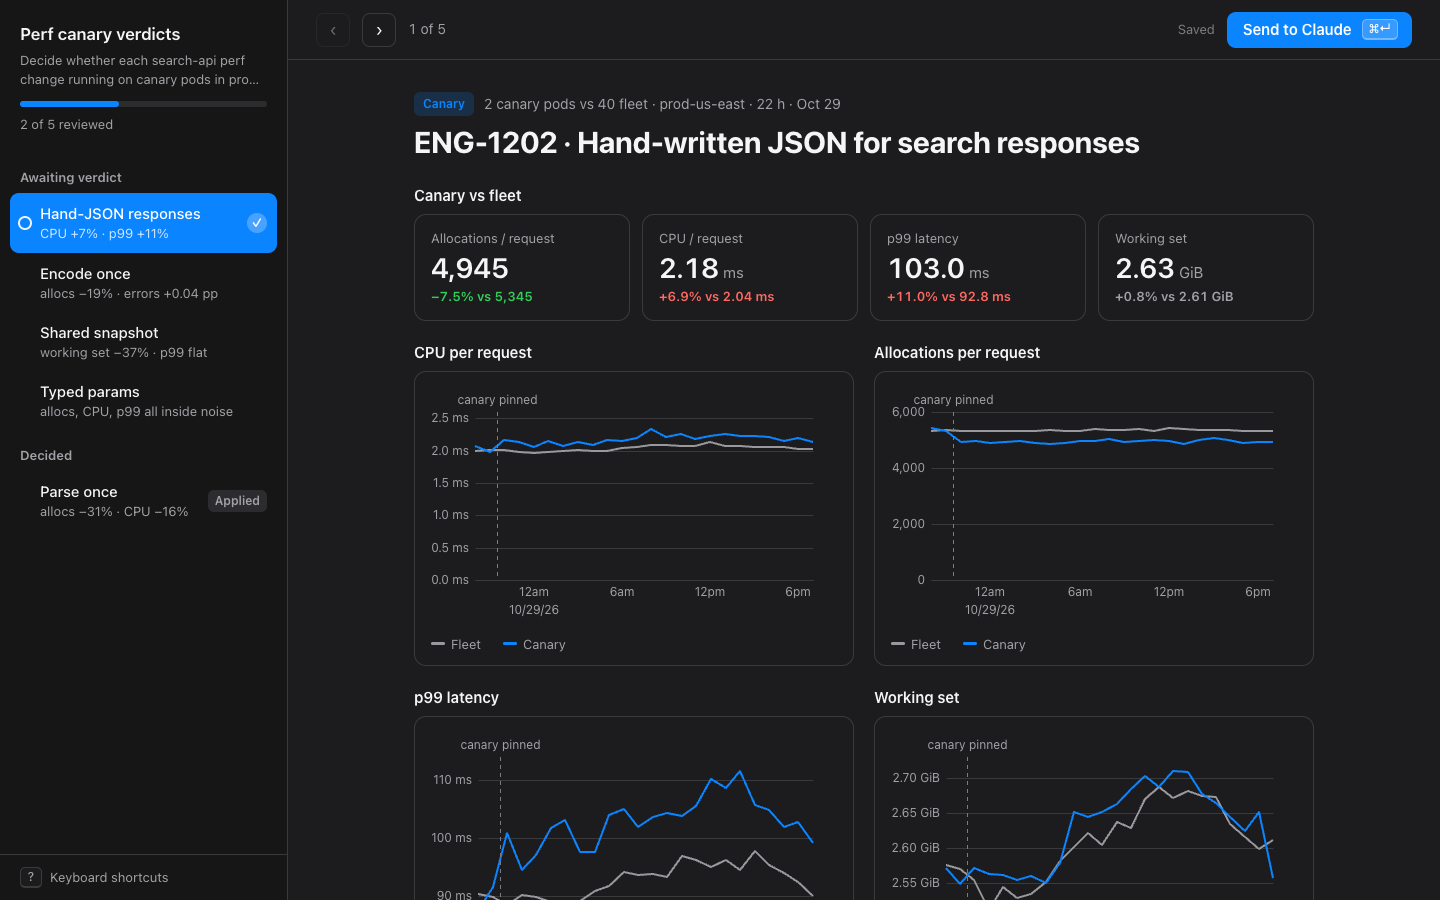 Perf canary verdicts
Decide whether each search-api perf
change running on canary pods in pro…
2 of 5 reviewed
Awaiting verdict
Hand-JSON responses
CPU +7% · p99 +11%
Encode once
allocs −19% · errors +0.04 pp
Shared snapshot
working set −37% · p99 flat
Typed params
allocs, CPU, p99 all inside noise
Decided
Parse once
allocs −31% · CPU −16%
Applied
? Keyboard shortcuts
‹ › 1 of 5
Saved
Send to Claude ⌘↵
Canary 2 canary pods vs 40 fleet · prod-us-east · 22 h · Oct 29
ENG-1202 · Hand-written JSON for search responses
Canary vs fleet
Allocations / request
4,945
−7.5% vs 5,345
CPU / request
2.18 ms
+6.9% vs 2.04 ms
p99 latency
103.0 ms
+11.0% vs 92.8 ms
Working set
2.63 GiB
+0.8% vs 2.61 GiB
CPU per request
canary pinned
2.5 ms
2.0 ms
1.5 ms
1.0 ms
0.5 ms
0.0 ms
12am 6am 12pm 6pm
10/29/26
Fleet Canary
Allocations per request
canary pinned
6,000
4,000
2,000
0
12am 6am 12pm 6pm
10/29/26
Fleet Canary
p99 latency
canary pinned
110 ms
100 ms
90 ms
Working set
canary pinned
2.70 GiB
2.65 GiB
2.60 GiB
2.55 GiB